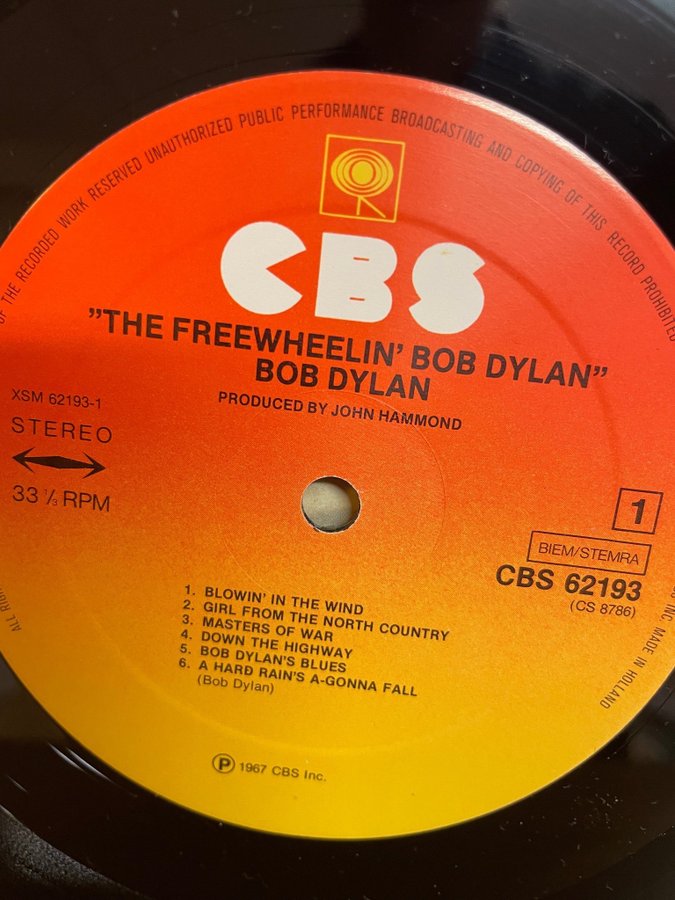 OF THE RECORDED WORK RESERVED UNAUTHORIZED PUBLIC PERFORMANCE BROADCASTING AND COPYING OF THIS RECORD PROHIBITED
CBS
"THE FREEWHEELIN' BOB DYLAN"
BOB DYLAN
PRODUCED BY JOHN HAMMOND
XSM 62193-1
STEREO
33 ⅓ RPM
1
BIEM/STEMRA
CBS 62193
(CS 8786)
1. BLOWIN' IN THE WIND
2. GIRL FROM THE NORTH COUNTRY
3. MASTERS OF WAR
4. DOWN THE HIGHWAY
5. BOB DYLAN'S BLUES
6. A HARD RAIN'S A-GONNA FALL
(Bob Dylan)
℗ 1967 CBS Inc.
INC. MADE IN HOLLAND
ALL